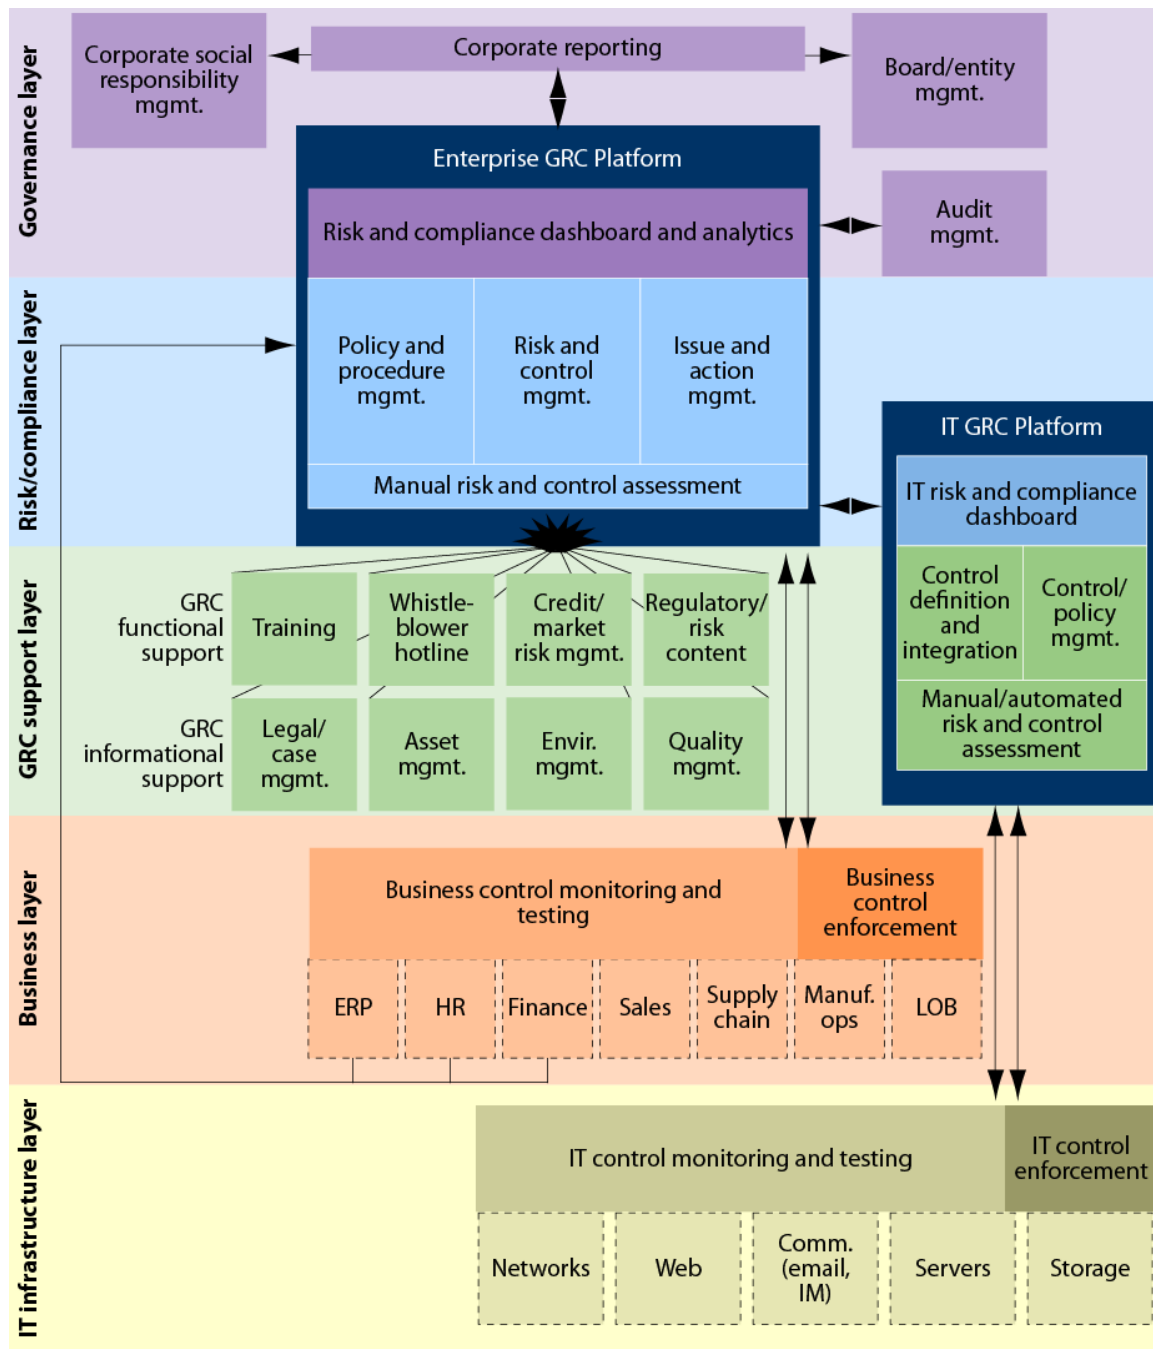 Governance layer
Corporate social
responsibility
mgmt.
Corporate reporting
Board/entity
mgmt.
Enterprise GRC Platform
Risk and compliance dashboard and analytics
Audit
mgmt.
Risk/compliance layer
Policy and
procedure
mgmt.
Risk and
control
mgmt.
Issue and
action
mgmt.
Manual risk and control assessment
IT GRC Platform
IT risk and compliance
dashboard
Control
definition
and
integration
Control/
policy
mgmt.
Manual/automated
risk and control
assessment
GRC support layer
GRC
functional
support
Training
Whistle-
blower
hotline
Credit/
market
risk mgmt.
Regulatory/
risk
content
GRC
informational
support
Legal/
case
mgmt.
Asset
mgmt.
Envir.
mgmt.
Quality
mgmt.
Business layer
Business control monitoring and
testing
Business
control
enforcement
ERP
HR
Finance
Sales
Supply
chain
Manuf.
ops
LOB
IT infrastructure layer
IT control monitoring and testing
IT control
enforcement
Networks
Web
Comm.
(email,
IM)
Servers
Storage